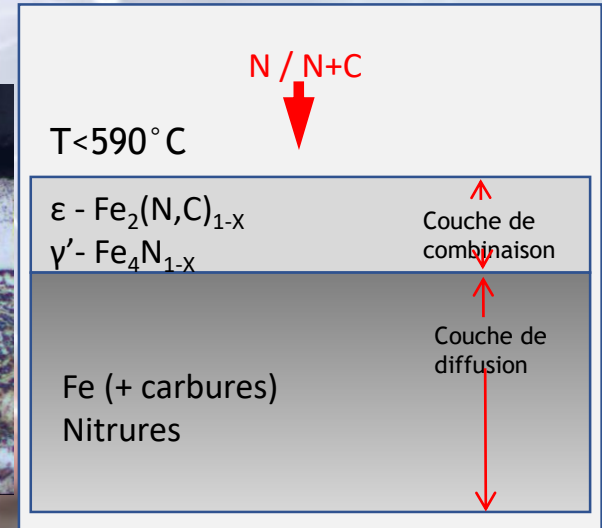 N / N+C
T<590°C
ε - Fe₂(N,C)₁₋X
γ’- Fe₄N₁₋X
Couche de
combinaison
Couche de
diffusion
Fe (+ carbures)
Nitrures